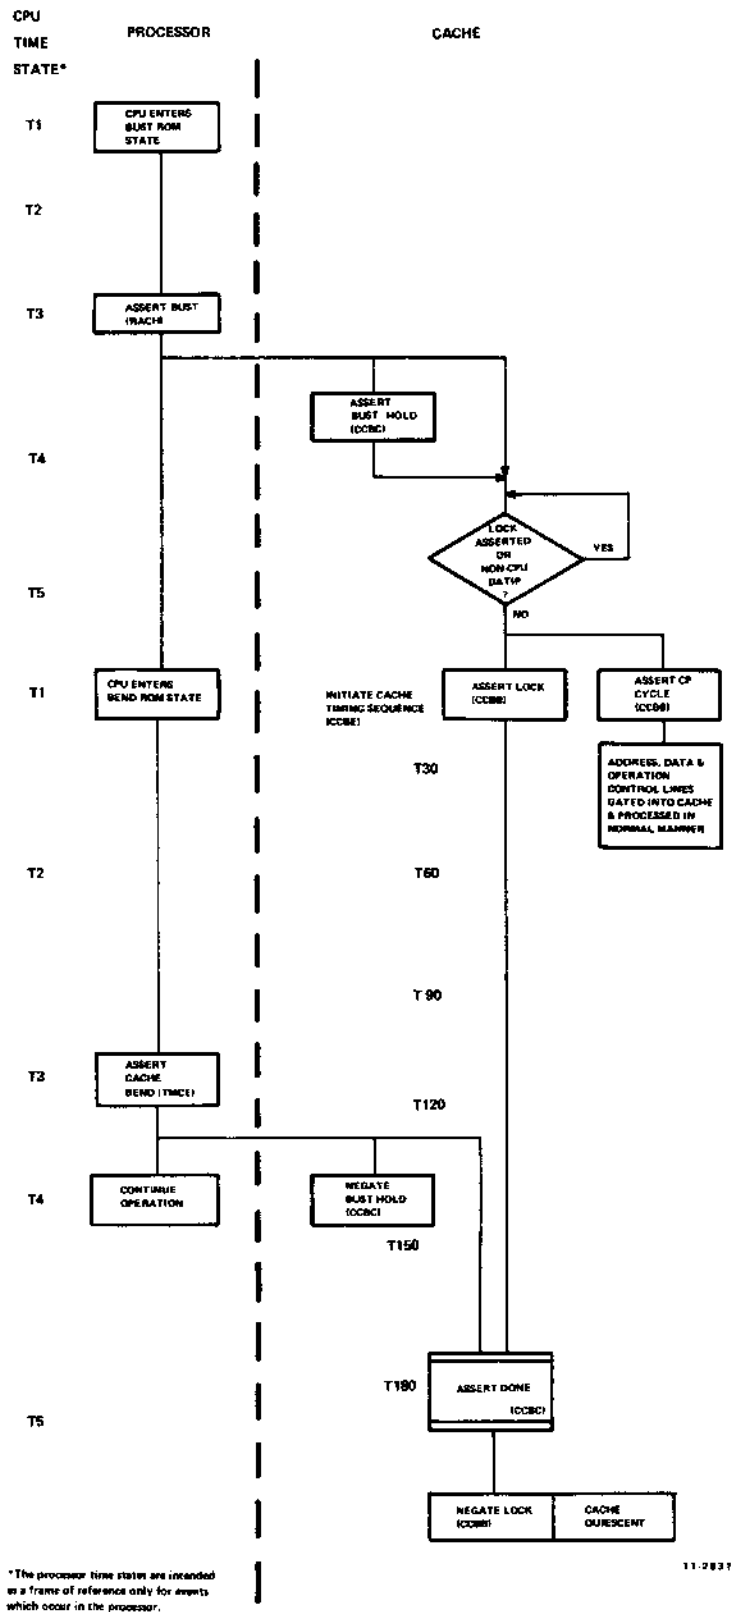 CPU
TIME
STATE*
PROCESSOR
CACHE
T1
CPU ENTERS
BUST ROM
STATE
T2
T3
ASSERT BUST
(RACH)
ASSERT
BUST HOLD
(CCBC)
T4
LOCK
ASSERTED
OR
NON-CPU
DATIP
?
YES
T5
NO
T1
CPU ENTERS
BEND ROM STATE
INITIATE CACHE
TIMING SEQUENCE
(CCBE)
ASSERT LOCK
(CCBB)
ASSERT CP
CYCLE
(CCBB)
T30
ADDRESS, DATA &
OPERATION
CONTROL LINES
GATED INTO CACHE
& PROCESSED IN
NORMAL MANNER
T2
T60
T90
T3
ASSERT
CACHE
BEND (TMCE)
T120
T4
CONTINUE
OPERATION
NEGATE
BUST HOLD
(CCBC)
T150
T180
ASSERT DONE
(CCBC)
T5
NEGATE LOCK
(CCBB)
CACHE
QUIESCENT
*The processor time states are intended
as a frame of reference only for events
which occur in the processor.
11-2837